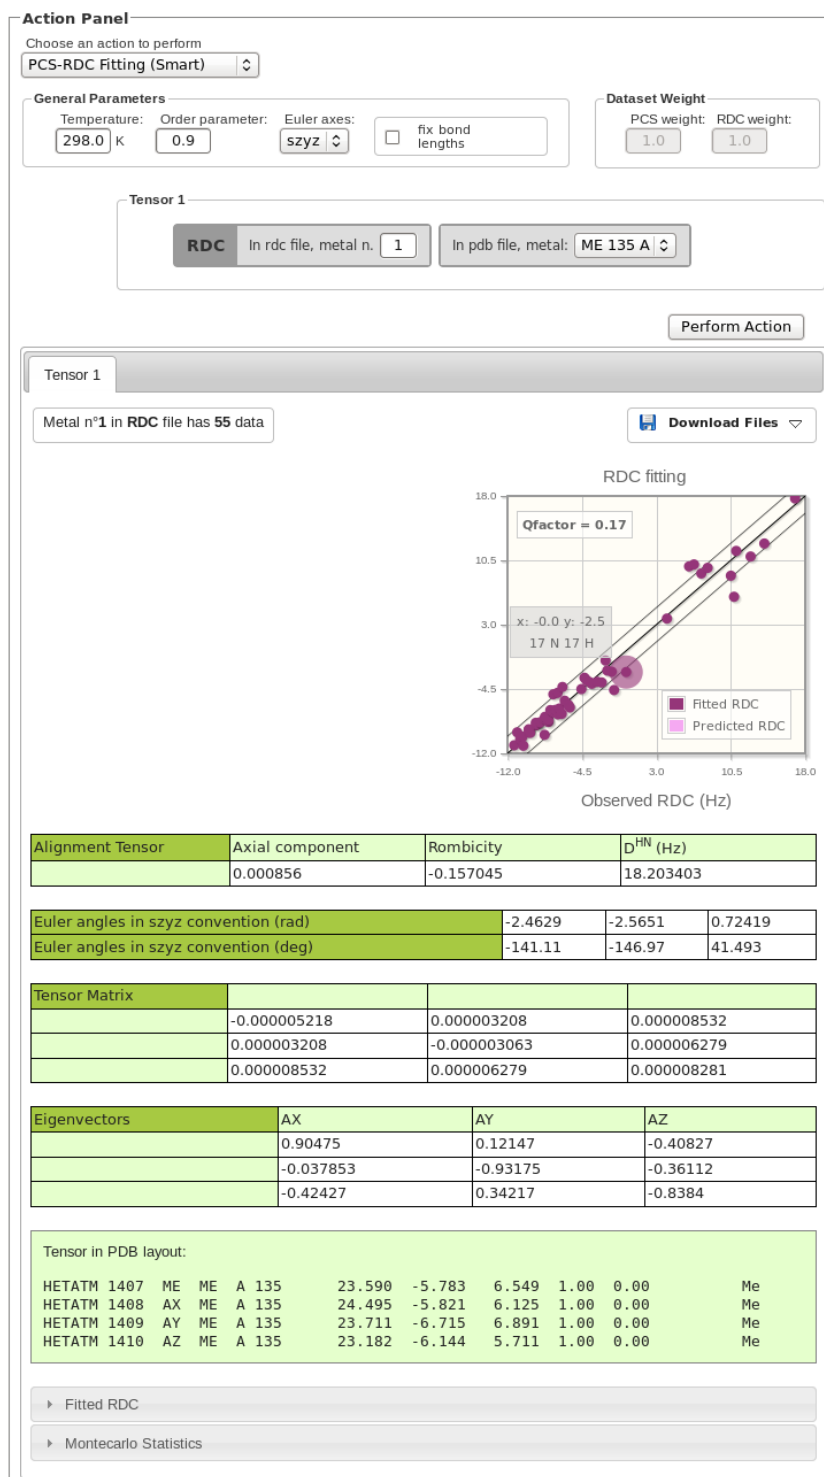 Action Panel
Choose an action to perform
PCS-RDC Fitting (Smart)
General Parameters
Dataset Weight
Temperature: Order parameter: Euler axes:
298.0 K 0.9 szyz
fix bond
lengths
PCS weight: RDC weight:
1.0 1.0
Tensor 1
RDC In rdc file, metal n. 1 In pdb file, metal: ME 135 A
Perform Action
Tensor 1
Metal n°1 in RDC file has 55 data
Download Files
RDC fitting
18.0
Qfactor = 0.17
10.5
3.0
x: -0.0 y: -2.5
17 N 17 H
-4.5
Fitted RDC
Predicted RDC
-12.0
-12.0 -4.5 3.0 10.5 18.0
Observed RDC (Hz)
Alignment Tensor Axial component Rombicity D^HN (Hz)
0.000856 -0.157045 18.203403
Euler angles in szyz convention (rad) -2.4629 -2.5651 0.72419
Euler angles in szyz convention (deg) -141.11 -146.97 41.493
Tensor Matrix
-0.000005218 0.000003208 0.000008532
0.000003208 -0.000003063 0.000006279
0.000008532 0.000006279 0.000008281
Eigenvectors AX AY AZ
0.90475 0.12147 -0.40827
-0.037853 -0.93175 -0.36112
-0.42427 0.34217 -0.8384
Tensor in PDB layout:
HETATM 1407 ME ME A 135 23.590 -5.783 6.549 1.00 0.00 Me
HETATM 1408 AX ME A 135 24.495 -5.821 6.125 1.00 0.00 Me
HETATM 1409 AY ME A 135 23.711 -6.715 6.891 1.00 0.00 Me
HETATM 1410 AZ ME A 135 23.182 -6.144 5.711 1.00 0.00 Me
Fitted RDC
Montecarlo Statistics